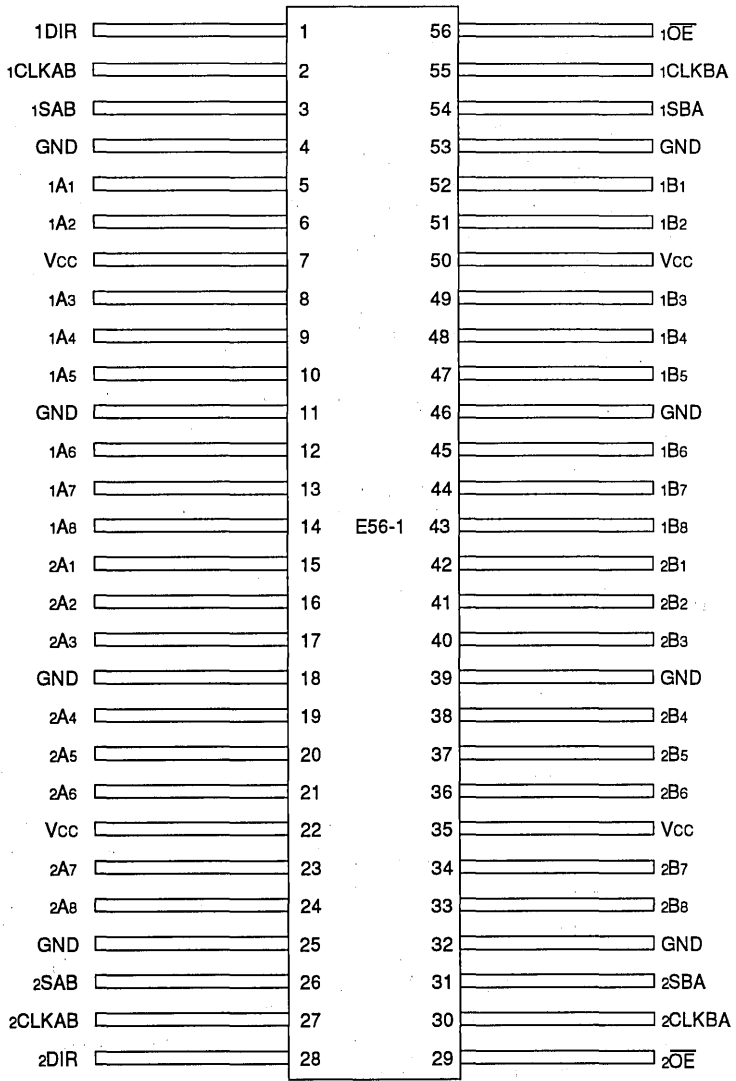 1DIR 1 56 1O̅E̅
1CLKAB 2 55 1CLKBA
1SAB 3 54 1SBA
GND 4 53 GND
1A1 5 52 1B1
1A2 6 51 1B2
Vcc 7 50 Vcc
1A3 8 49 1B3
1A4 9 48 1B4
1A5 10 47 1B5
GND 11 46 GND
1A6 12 45 1B6
1A7 13 44 1B7
1A8 14 E56-1 43 1B8
2A1 15 42 2B1
2A2 16 41 2B2
2A3 17 40 2B3
GND 18 39 GND
2A4 19 38 2B4
2A5 20 37 2B5
2A6 21 36 2B6
Vcc 22 35 Vcc
2A7 23 34 2B7
2A8 24 33 2B8
GND 25 32 GND
2SAB 26 31 2SBA
2CLKAB 27 30 2CLKBA
2DIR 28 29 2O̅E̅